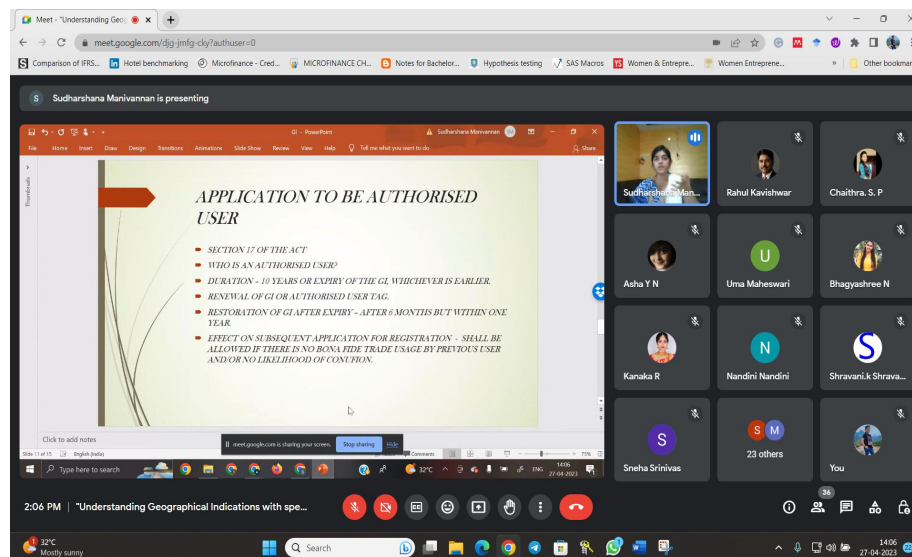 Meet - "Understanding Geog
meet.google.com/djg-jmfg-cky?authuser=0
Comparison of IFRS...
Hotel benchmarking
Microfinance - Cred...
MICROFINANCE CH...
Notes for Bachelor...
Hypothesis testing
SAS Macros
Women & Entrepre...
Women Entreprene...
Other bookmar
S Sudharshana Manivannan is presenting
GI - PowerPoint
Sudharshana Manivannan
File Home Insert Draw Design Transitions Animations Slide Show Review View Help Tell me what you want to do Share
Thumbnails
APPLICATION TO BE AUTHORISED
USER
SECTION 17 OF THE ACT
WHO IS AN AUTHORISED USER?
DURATION – 10 YEARS OR EXPIRY OF THE GI, WHICHEVER IS EARLIER.
RENEWAL OF GI OR AUTHORISED USER TAG.
RESTORATION OF GI AFTER EXPIRY – AFTER 6 MONTHS BUT WITHIN ONE
YEAR.
EFFECT ON SUBSEQUENT APPLICATION FOR REGISTRATION - SHALL BE
ALLOWED IF THERE IS NO BONA FIDE TRADE USAGE BY PREVIOUS USER
AND/OR NO LIKELIHOOD OF CONUFION.
Click to add notes
meet.google.com is sharing your screen. Stop sharing Hide
Slide 11 of 15 English (India) Comments 75%
Type here to search
32°C ENG
14:06
27-04-2023
Sudharshana Man...
Rahul Kavishwar
Chaithra. S. P
Asha Y N
U
Uma Maheswari
Bhagyashree N
Kanaka R
N
Nandini Nandini
S
Shravani.k Shrava...
S
Sneha Srinivas
S M
23 others
You
2:06 PM | "Understanding Geographical Indications with spe...
36
32°C
Mostly sunny
Search
14:06
27-04-2023